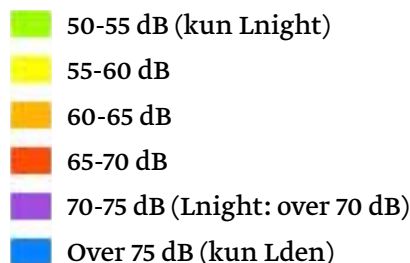 50-55 dB (kun Lnight)
55-60 dB
60-65 dB
65-70 dB
70-75 dB (Lnight: over 70 dB)
Over 75 dB (kun Lden)